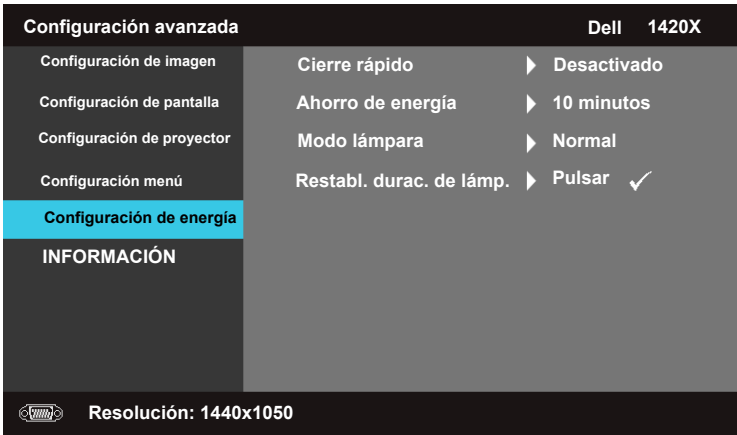 Configuración avanzada Dell 1420X
Configuración de imagen
Configuración de pantalla
Configuración de proyector
Configuración menú
Configuración de energía
INFORMACIÓN
Cierre rápido Desactivado
Ahorro de energía 10 minutos
Modo lámpara Normal
Restabl. durac. de lámp. Pulsar
Resolución: 1440x1050